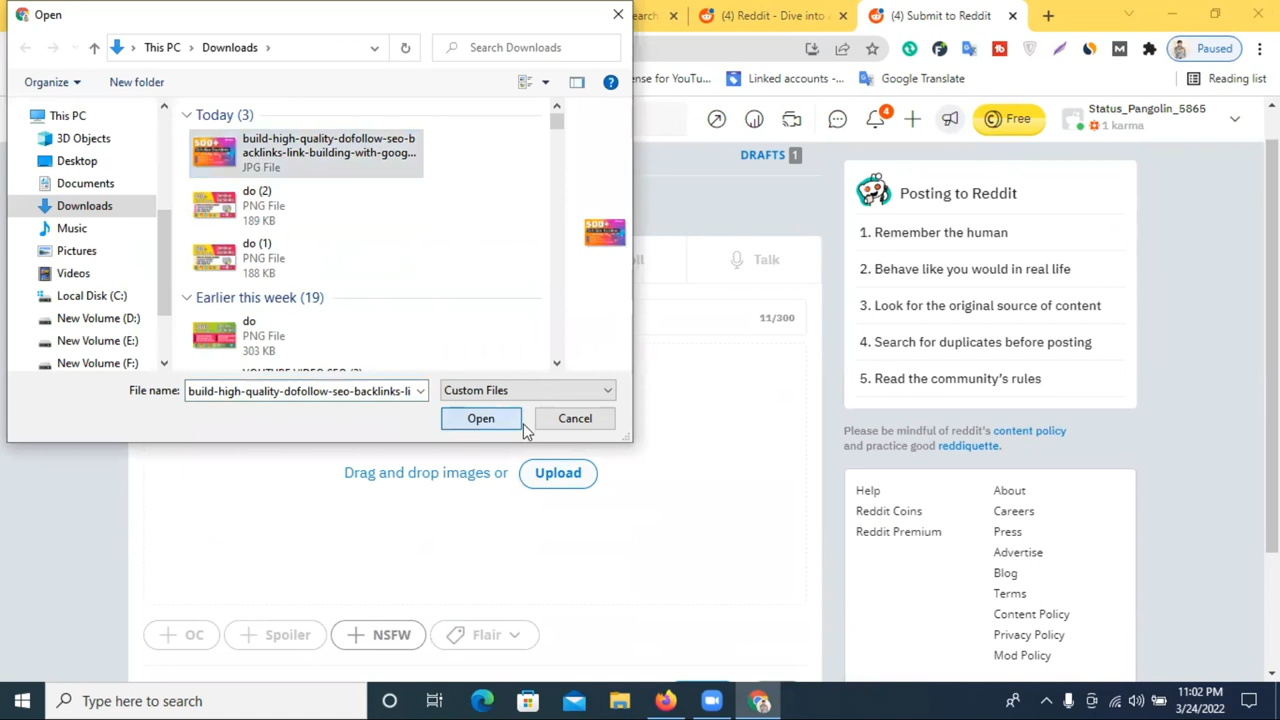 Open
earch
(4) Reddit - Dive into a
(4) Submit to Reddit
This PC
Downloads
Search Downloads
Paused
Organize
New folder
ense for YouTu...
Linked accounts -...
Google Translate
Reading list
This PC
3D Objects
Desktop
Documents
Downloads
Music
Pictures
Videos
Local Disk (C:)
New Volume (D:)
New Volume (E:)
New Volume (F:)
Today (3)
500+
build-high-quality-dofollow-seo-b
acklinks-link-building-with-goog...
JPG File
do (2)
PNG File
189 KB
do (1)
PNG File
188 KB
Earlier this week (19)
do
PNG File
303 KB
500+
File name:
build-high-quality-dofollow-seo-backlinks-li
Custom Files
Open
Cancel
4
Free
Status_Pangolin_5865
1 karma
DRAFTS 1
oll
Talk
11/300
Drag and drop images or
Upload
OC
Spoiler
NSFW
Flair
Posting to Reddit
1. Remember the human
2. Behave like you would in real life
3. Look for the original source of content
4. Search for duplicates before posting
5. Read the community’s rules
Please be mindful of reddit's content policy
and practice good reddiquette.
Help
Reddit Coins
Reddit Premium
About
Careers
Press
Advertise
Blog
Terms
Content Policy
Privacy Policy
Mod Policy
Type here to search
11:02 PM
3/24/2022